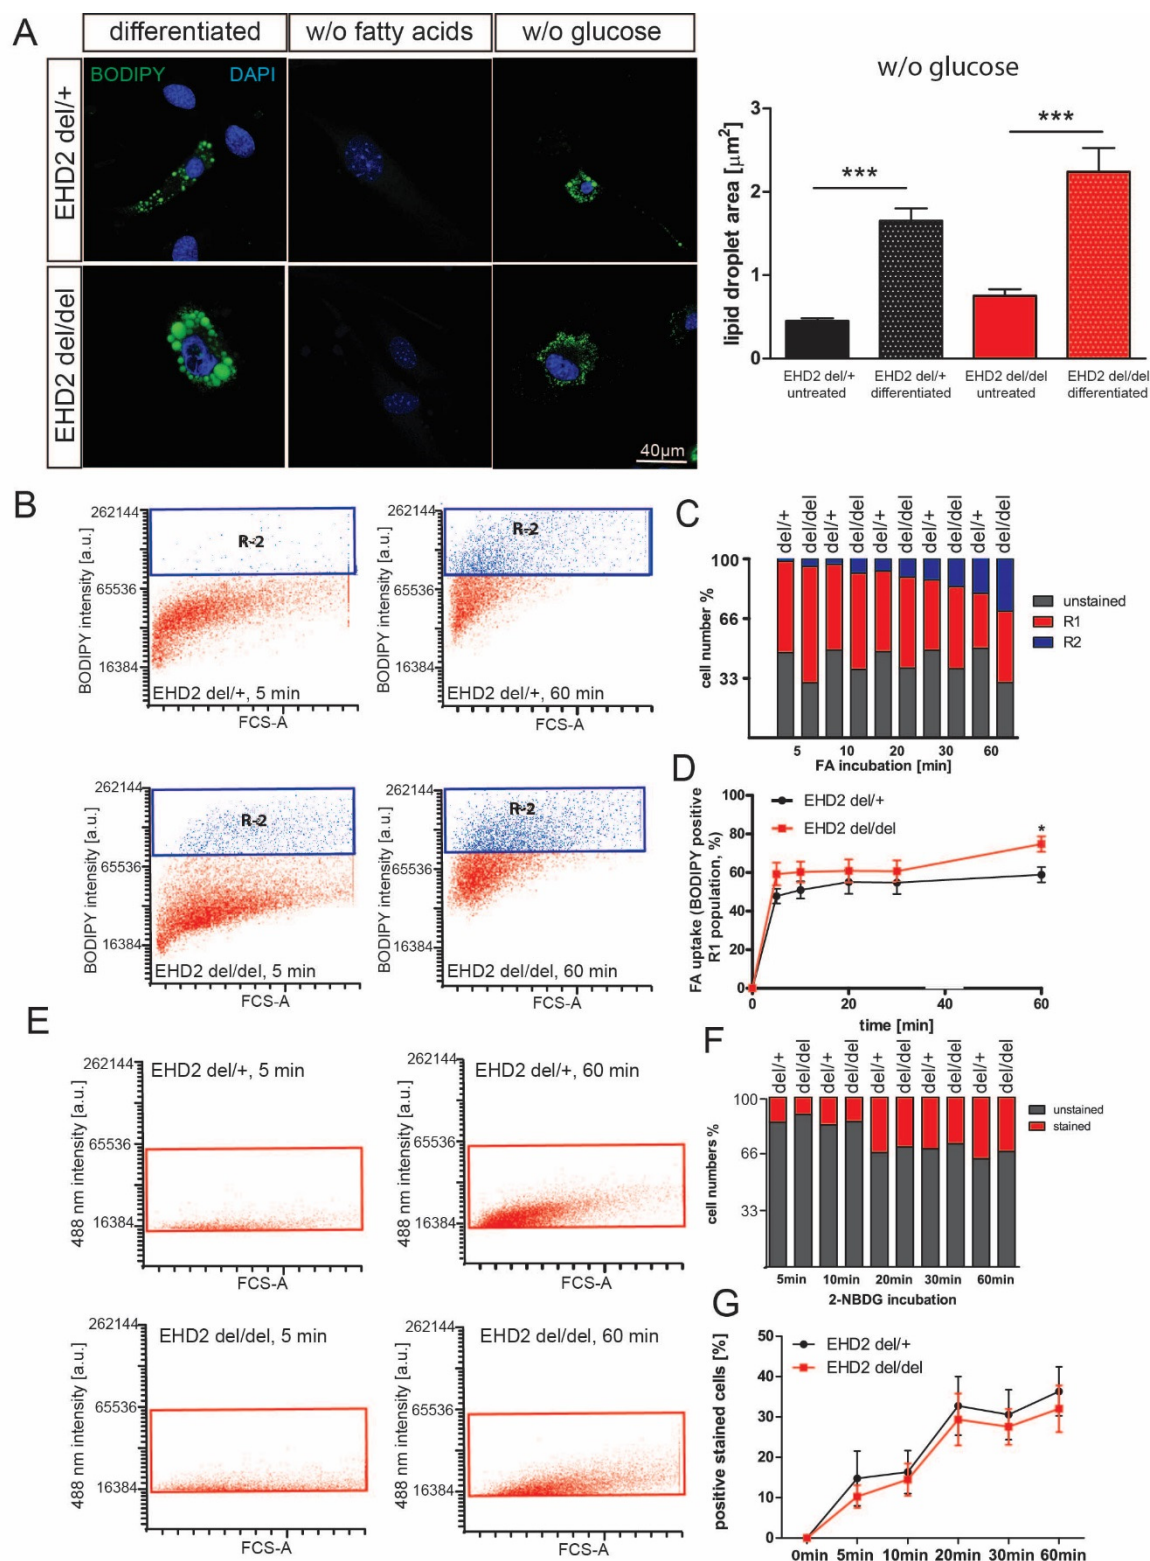 A
differentiated
w/o fatty acids
w/o glucose
EHD2 del/+
BODIPY
DAPI
EHD2 del/del
40µm
w/o glucose
lipid droplet area [µm²]
3
2
1
0
***
***
EHD2 del/+
untreated
EHD2 del/+
differentiated
EHD2 del/del
untreated
EHD2 del/del
differentiated
B
BODIPY intensity [a.u.]
262144
65536
16384
R-2
EHD2 del/+, 5 min
FCS-A
BODIPY intensity [a.u.]
262144
65536
16384
R-2
EHD2 del/+, 60 min
FCS-A
BODIPY intensity [a.u.]
262144
65536
16384
R-2
EHD2 del/del, 5 min
FCS-A
BODIPY intensity [a.u.]
262144
65536
16384
R-2
EHD2 del/del, 60 min
FCS-A
C
del/+ del/del del/+ del/del del/+ del/del del/+ del/del del/+ del/del
cell number %
100
66
33
unstained
R1
R2
5 10 20 30 60
FA incubation [min]
D
FA uptake (BODIPY positive
R1 population, %)
100
80
60
40
20
0
EHD2 del/+
EHD2 del/del
*
0 20 40 60
time [min]
E
488 nm intensity [a.u.]
262144
65536
16384
EHD2 del/+, 5 min
FCS-A
488 nm intensity [a.u.]
262144
65536
16384
EHD2 del/+, 60 min
FCS-A
488 nm intensity [a.u.]
262144
65536
16384
EHD2 del/del, 5 min
FCS-A
488 nm intensity [a.u.]
262144
65536
16384
EHD2 del/del, 60 min
FCS-A
F
del/+ del/del del/+ del/del del/+ del/del del/+ del/del del/+ del/del
cell numbers %
100
66
33
unstained
stained
5min 10min 20min 30min 60min
2-NBDG incubation
G
positive stained cells [%]
50
40
30
20
10
0
EHD2 del/+
EHD2 del/del
0min 5min 10min 20min 30min 60min